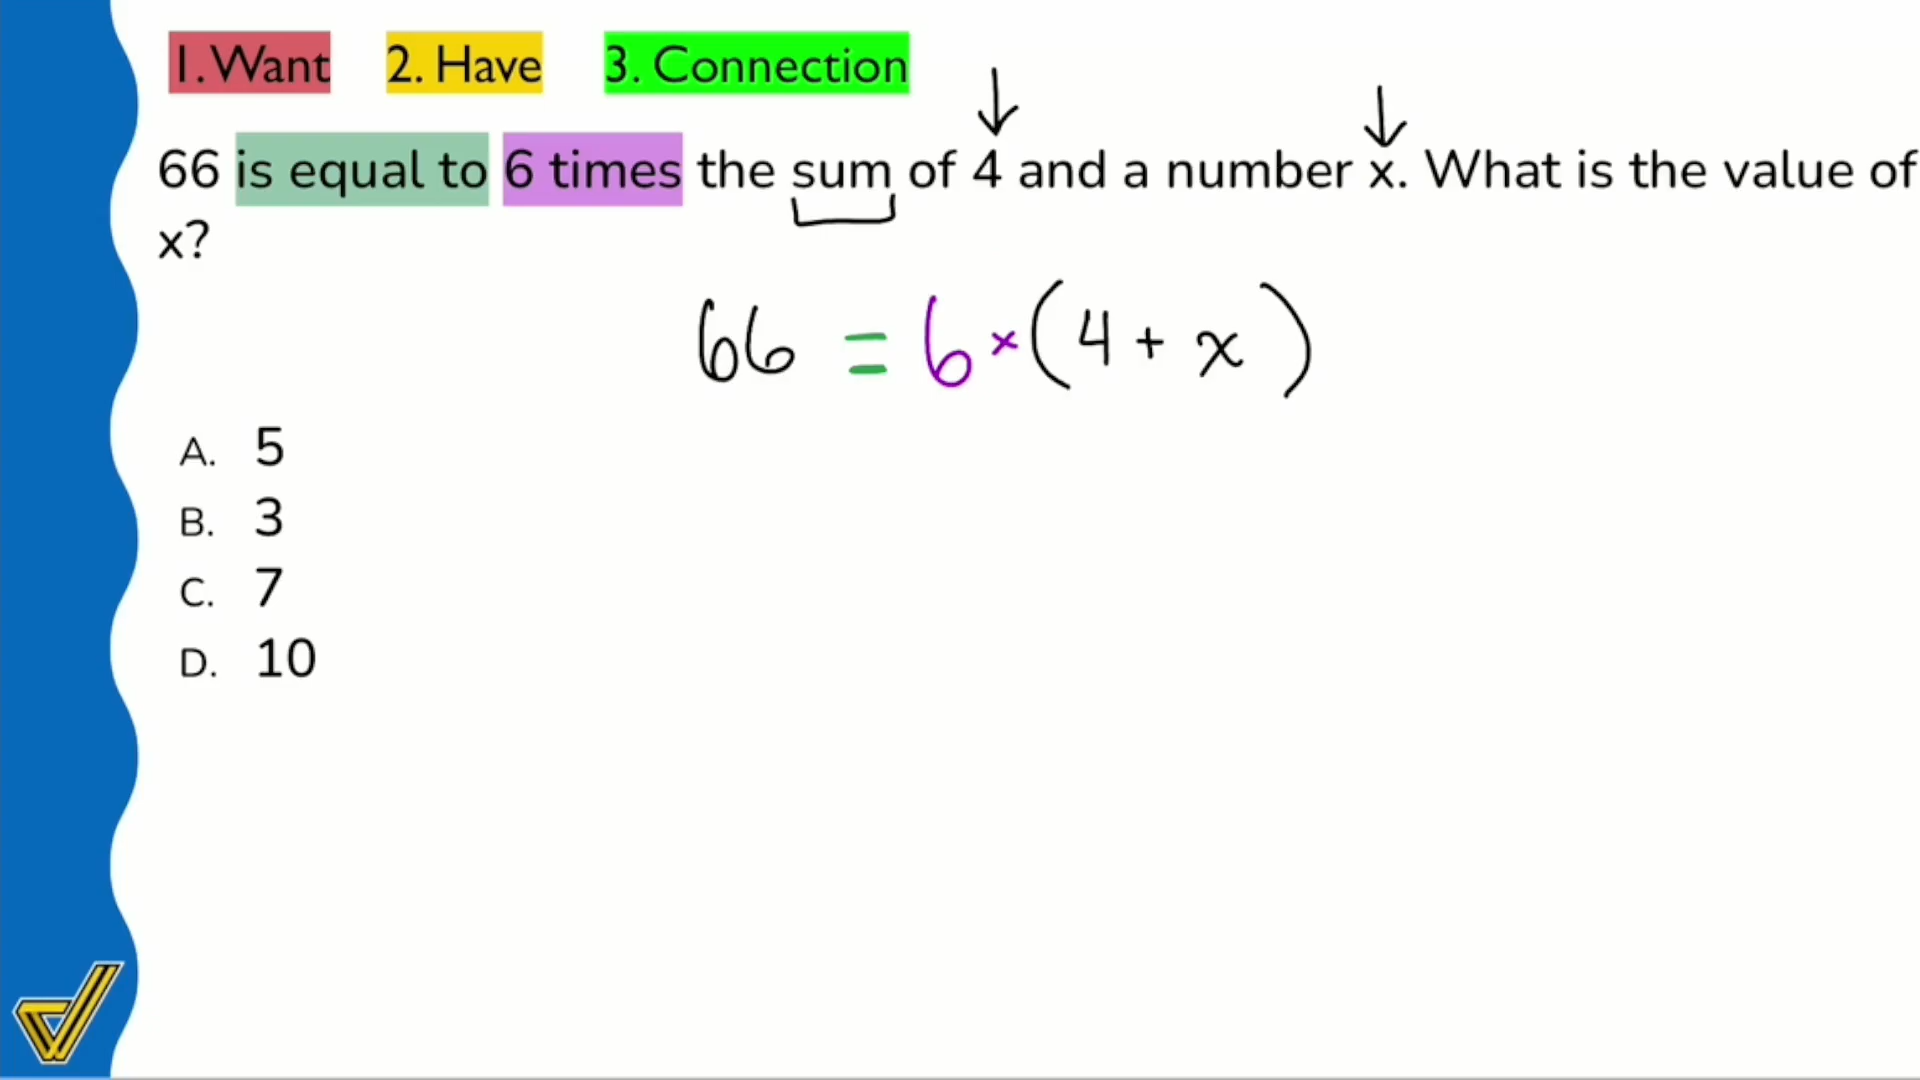 1. Want 2. Have 3. Connection
66 is equal to 6 times the sum of 4 and a number x. What is the value of
x?
66 = 6 × (4 + x)
A. 5
B. 3
C. 7
D. 10